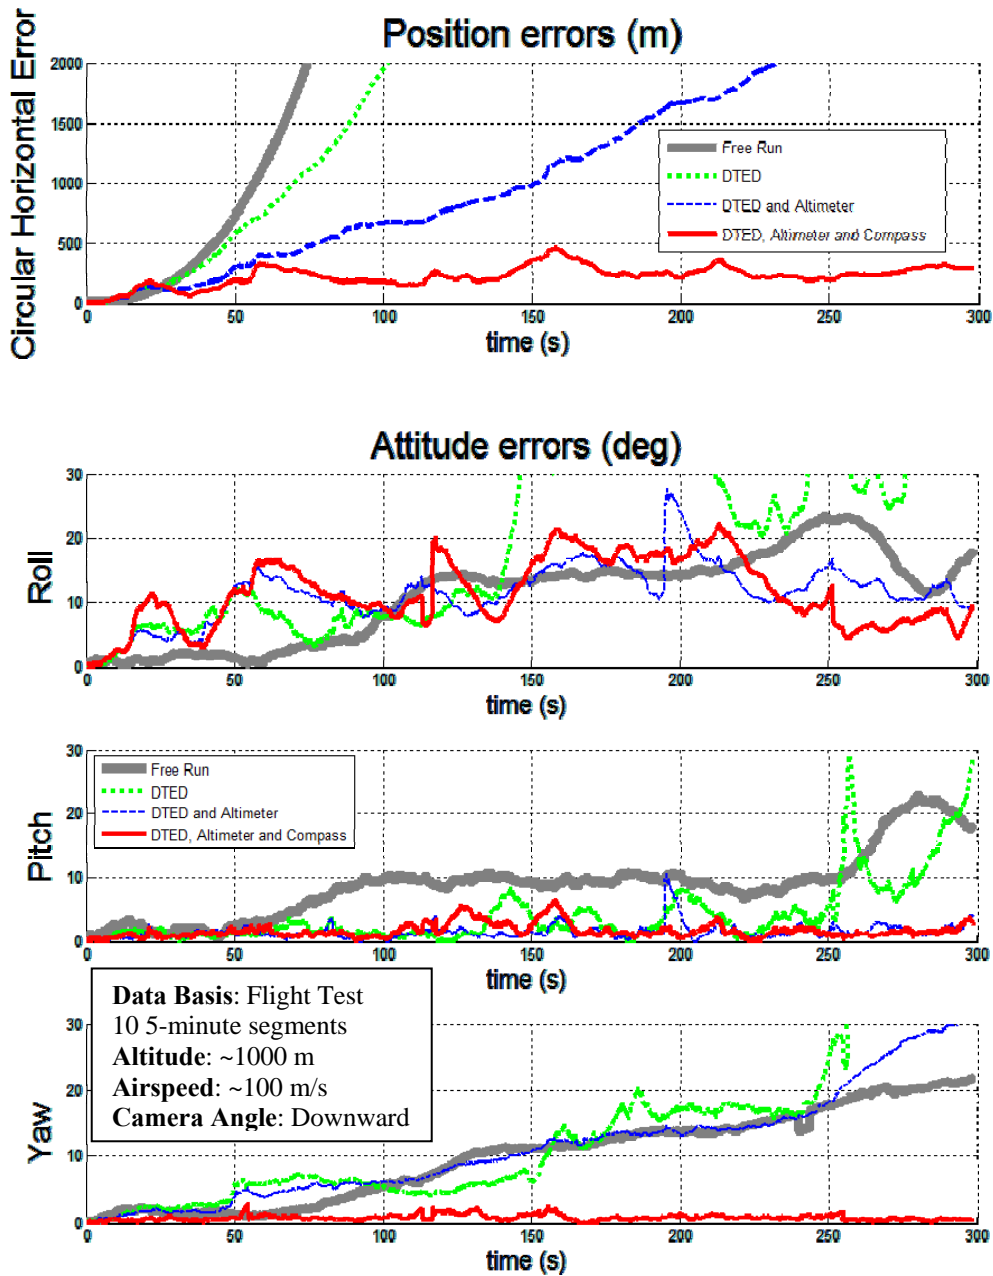 Position errors (m)
Circular Horizontal Error
2000
1500
1000
500
0
Free Run
DTED
DTED and Altimeter
DTED, Altimeter and Compass
0 50 100 150 200 250 300
time (s)
Attitude errors (deg)
Roll
30
20
10
0
0 50 100 150 200 250 300
time (s)
Pitch
30
20
10
0
Free Run
DTED
DTED and Altimeter
DTED, Altimeter and Compass
0 50 100 150 200 250 300
time (s)
Data Basis: Flight Test
10 5-minute segments
Altitude: ~1000 m
Airspeed: ~100 m/s
Camera Angle: Downward
Yaw
30
20
10
0
0 50 100 150 200 250 300
time (s)